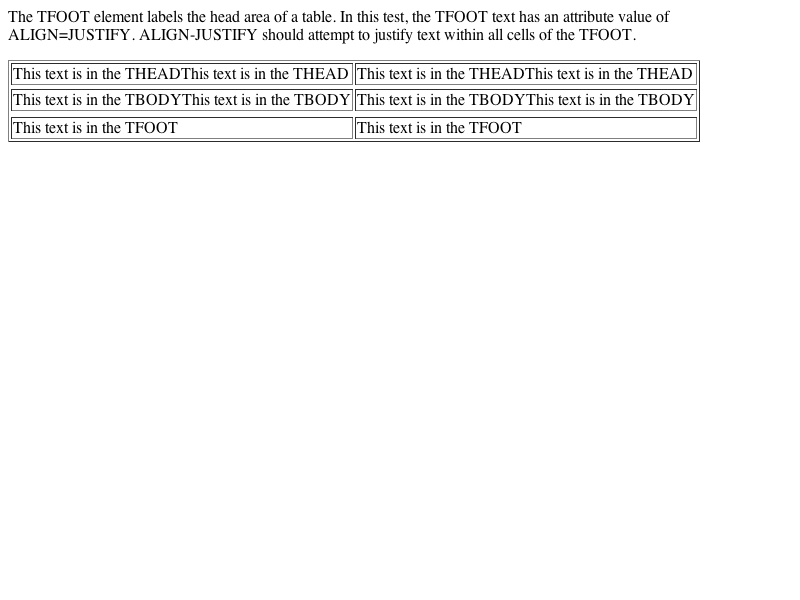 The TFOOT element labels the head area of a table. In this test, the TFOOT text has an attribute value of
ALIGN=JUSTIFY. ALIGN-JUSTIFY should attempt to justify text within all cells of the TFOOT.
This text is in the THEADThis text is in the THEAD This text is in the THEADThis text is in the THEAD
This text is in the TBODYThis text is in the TBODY This text is in the TBODYThis text is in the TBODY
This text is in the TFOOT This text is in the TFOOT